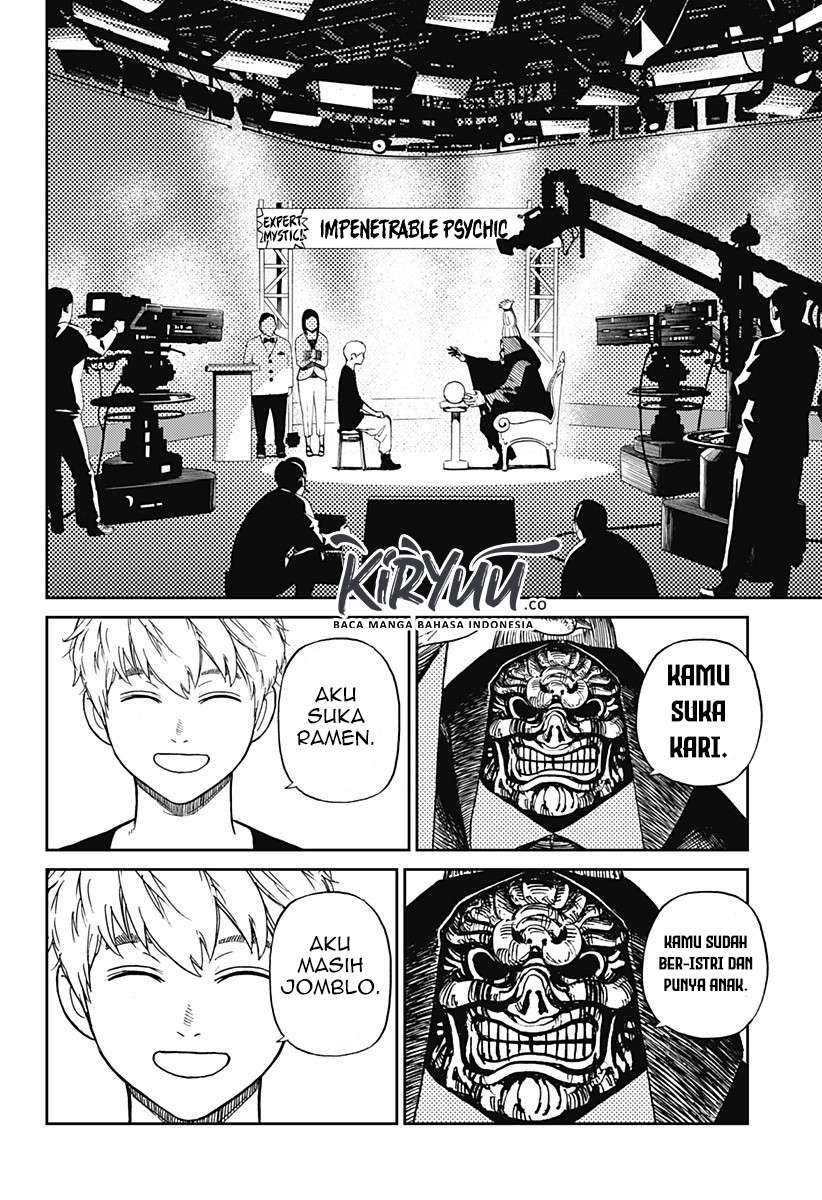 EXPERT
MYSTIC!
IMPENETRABLE PSYCHIC
KIRYUU
.CO
BACA MANGA BAHASA INDONESIA
KAMU
SUKA
KARI.
AKU
SUKA
RAMEN.
KAMU SUDAH
BER-ISTRI DAN
PUNYA ANAK.
AKU
MASIH
JOMBLO.